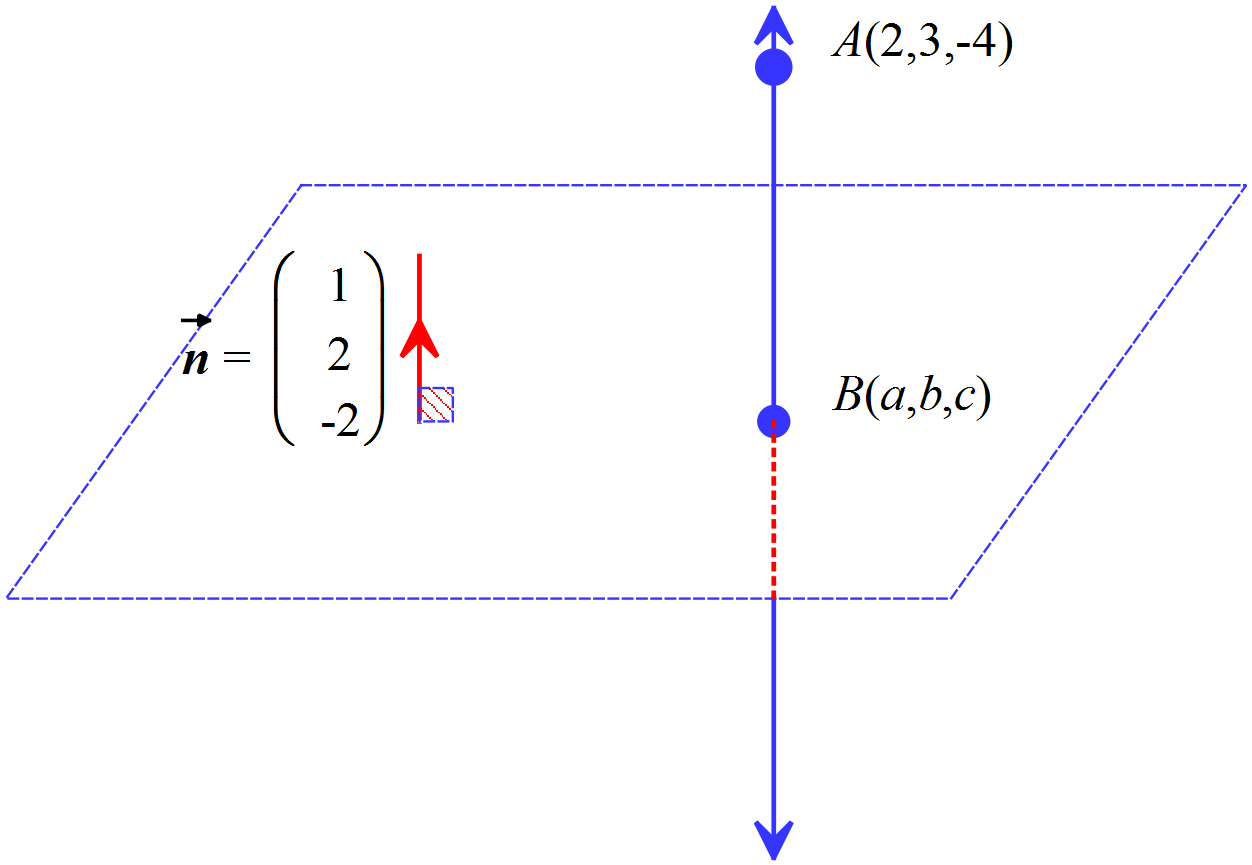 A(2,3,-4)
n = ( 1
2
-2 )
B(a,b,c)